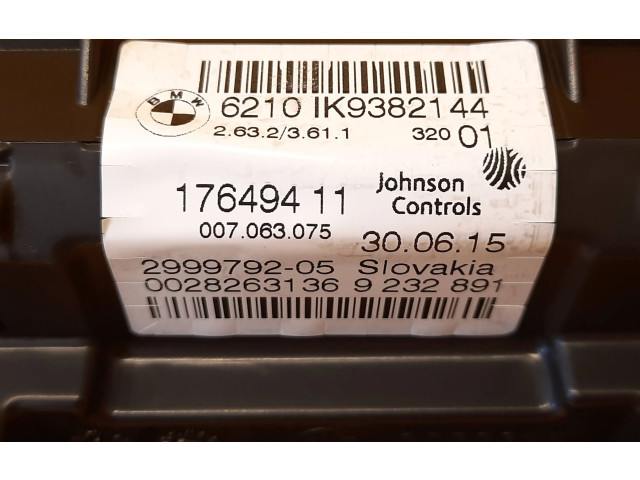 BMW 6210 IK9382144
2.63.2/3.61.1 320 01
176494 11 Johnson Controls
007.063.075 30.06.15
2999792-05 Slovakia
0028263136 9 232 891